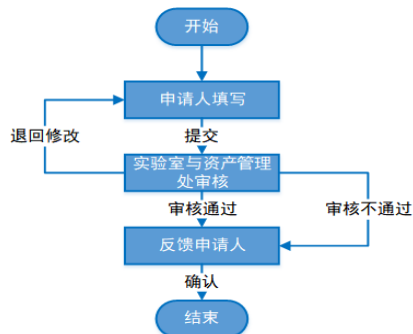 开始
申请人填写
退回修改
提交
实验室与资产管理
处审核
审核通过
审核不通过
反馈申请人
确认
结束